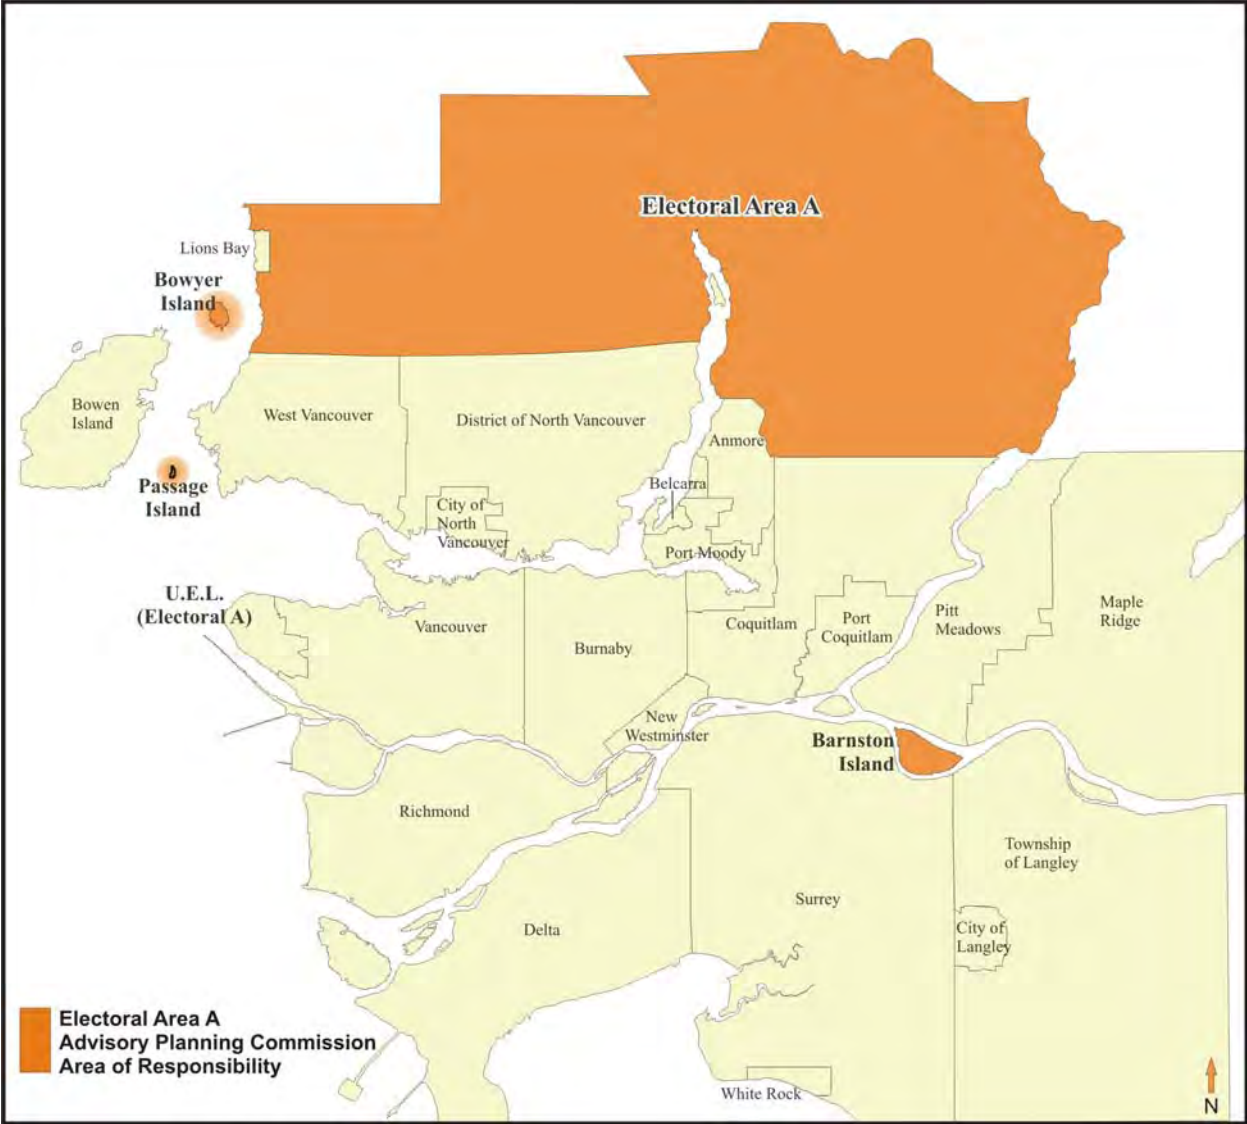 Electoral Area A
Lions Bay
Bowyer
Island
Bowen
Island
West Vancouver
District of North Vancouver
Anmore
Passage
Island
Belcarra
City of
North
Vancouver
Port Moody
U.E.L.
(Electoral A)
Vancouver
Burnaby
Coquitlam
Port
Coquitlam
Pitt
Meadows
Maple
Ridge
New
Westminster
Barnston
Island
Richmond
Township
of Langley
Surrey
City of
Langley
Delta
Electoral Area A
Advisory Planning Commission
Area of Responsibility
White Rock
N